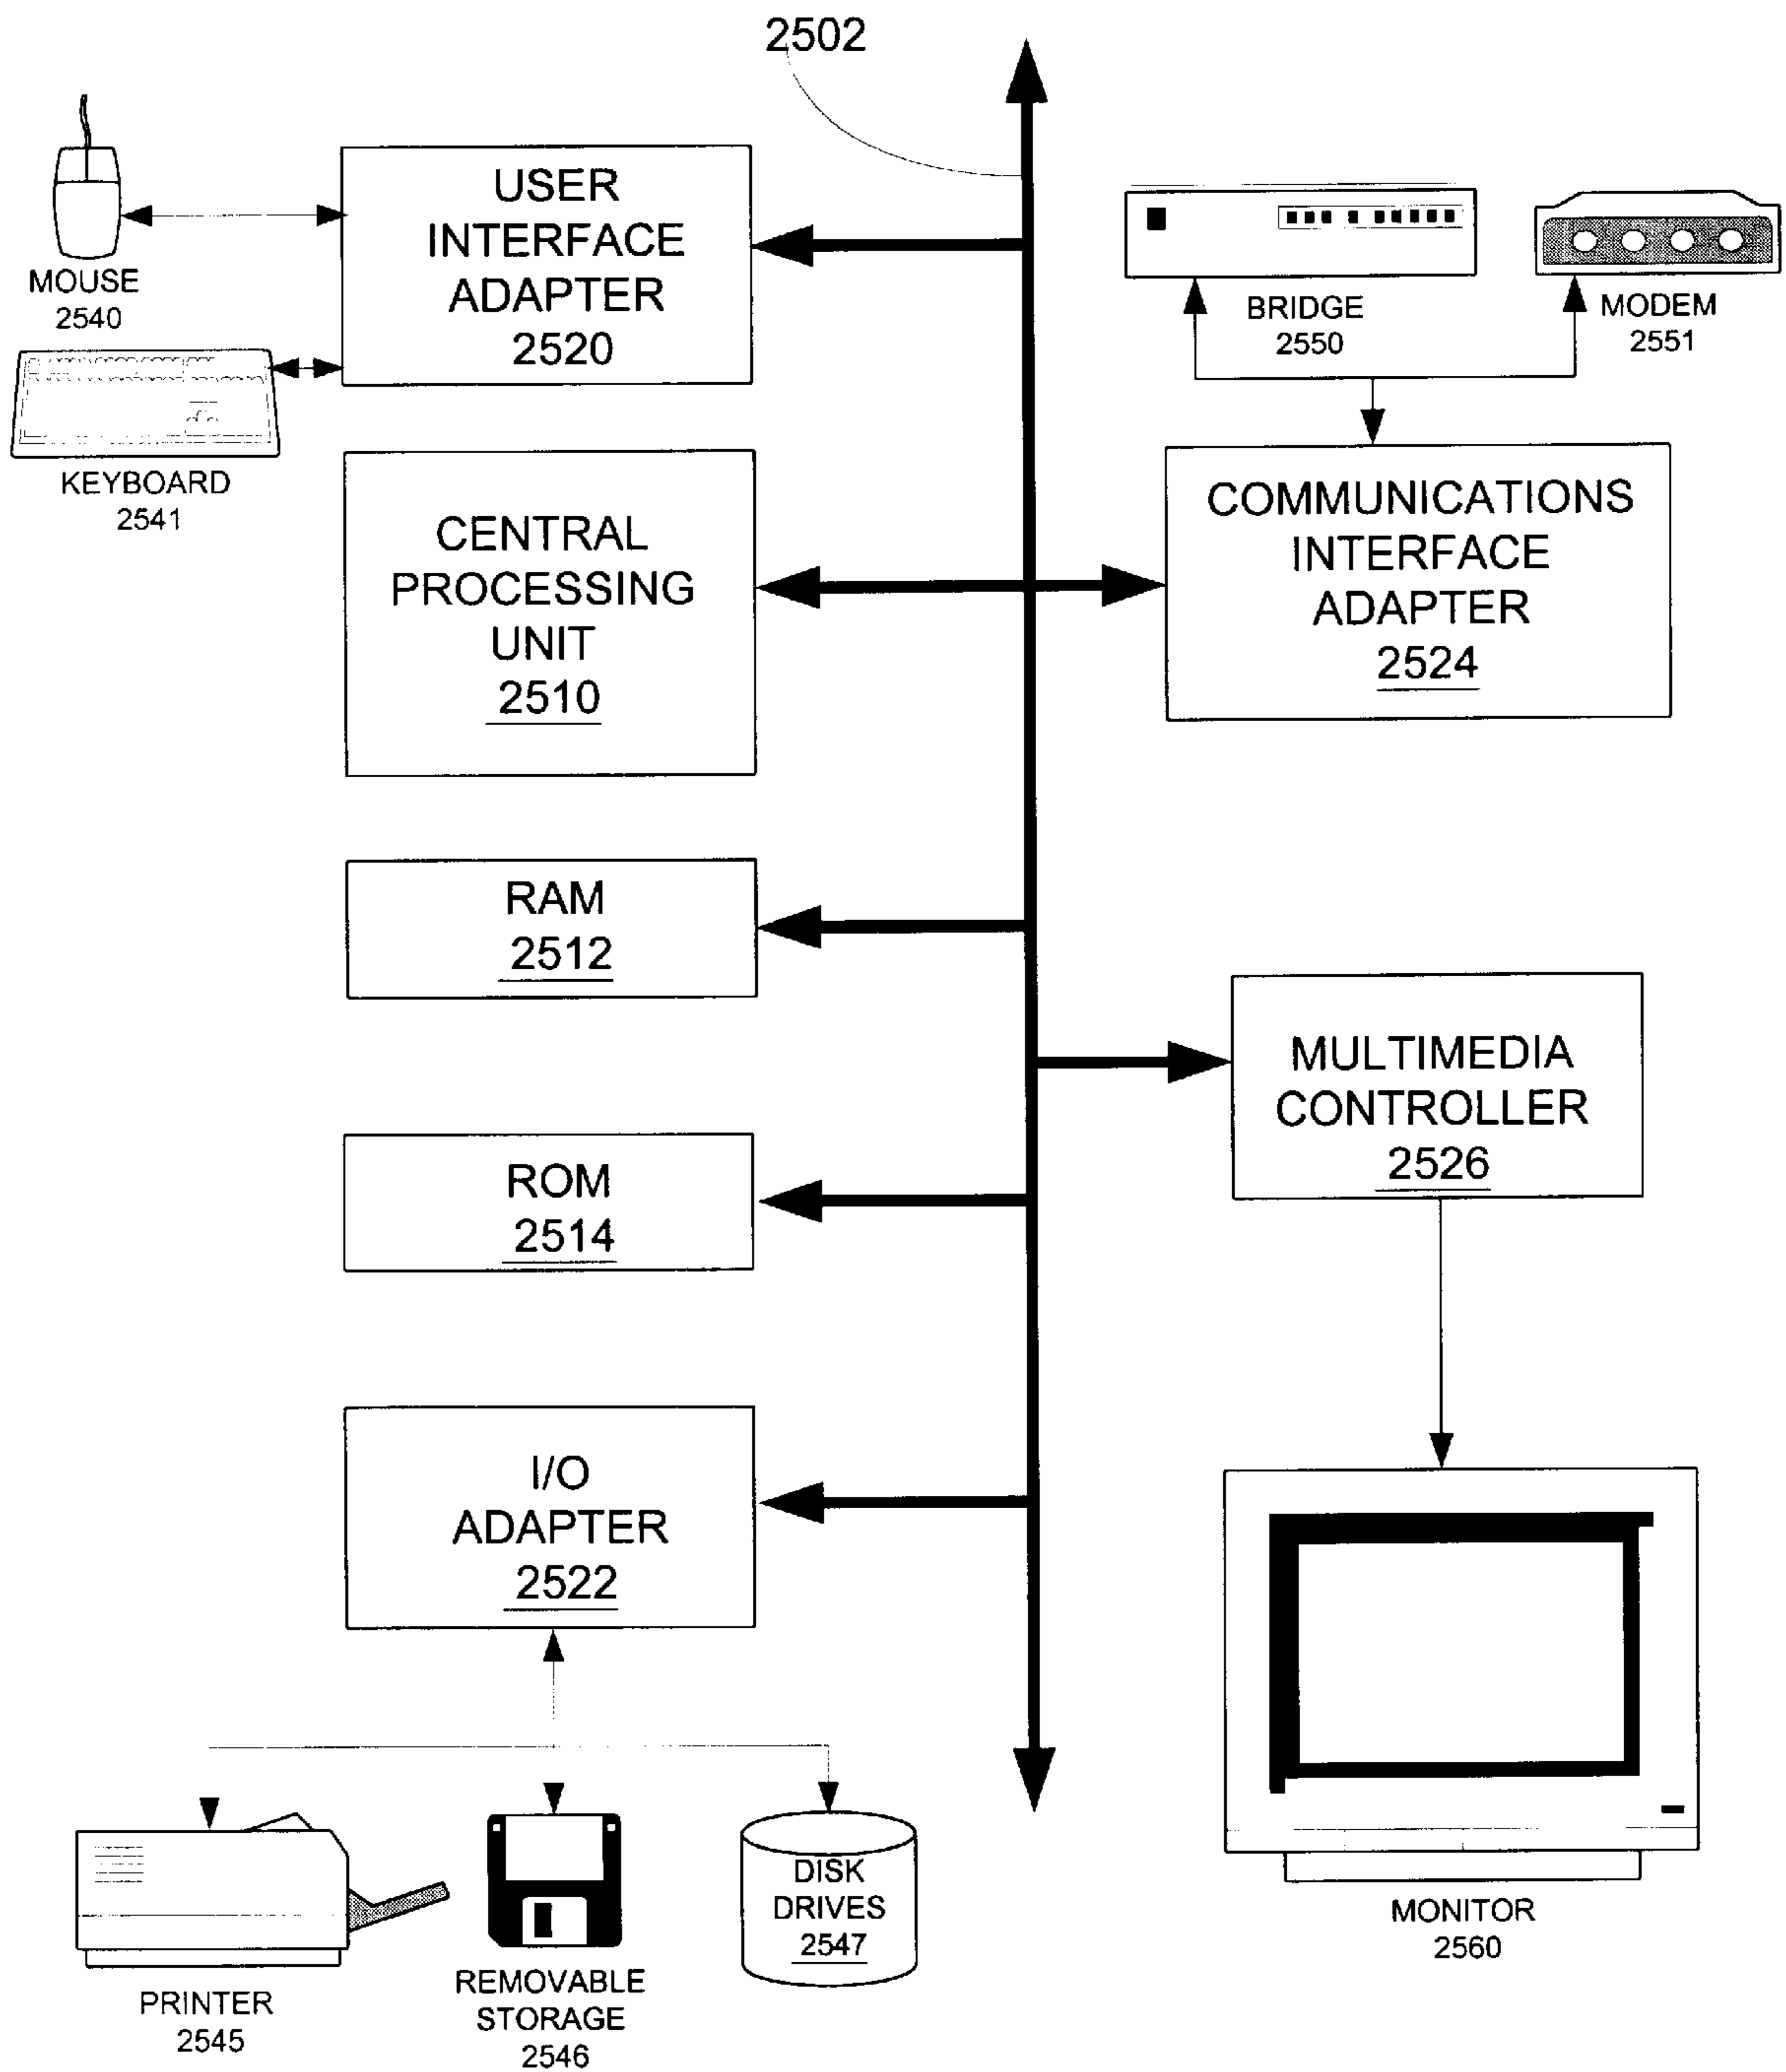 2502
USER
INTERFACE
ADAPTER
2520
MOUSE
2540
KEYBOARD
2541
BRIDGE
2550
MODEM
2551
CENTRAL
PROCESSING
UNIT
2510
COMMUNICATIONS
INTERFACE
ADAPTER
2524
RAM
2512
MULTIMEDIA
CONTROLLER
2526
ROM
2514
I/O
ADAPTER
2522
PRINTER
2545
REMOVABLE
STORAGE
2546
DISK
DRIVES
2547
MONITOR
2560